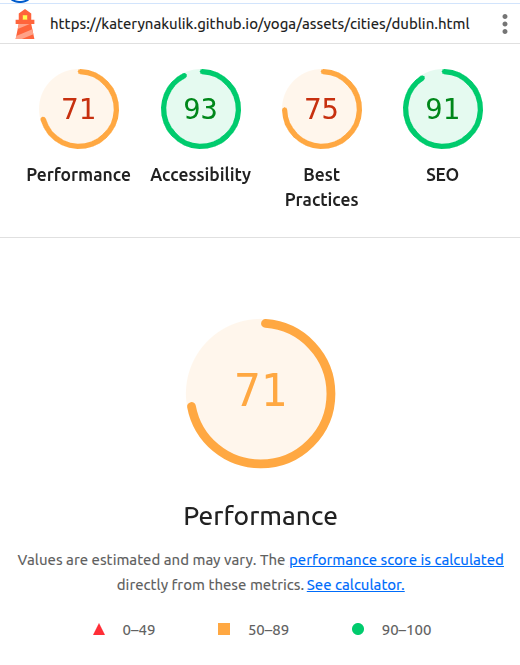 https://katerynakulik.github.io/yoga/assets/cities/dublin.html
71 93 75 91
Performance Accessibility Best Practices SEO
71
Performance
Values are estimated and may vary. The performance score is calculated
directly from these metrics. See calculator.
0–49 50–89 90–100